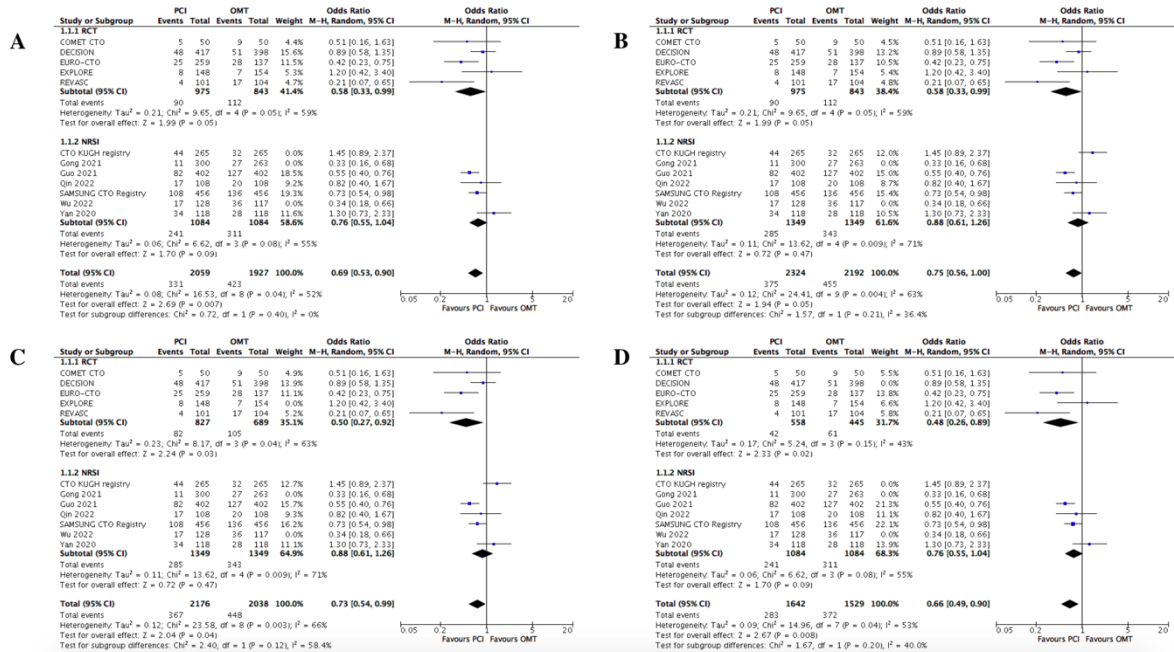 A
PCI OMT Odds Ratio Odds Ratio
Study or Subgroup Events Total Events Total Weight M-H, Random, 95% CI M-H, Random, 95% CI
1.1.1 RCT
COMET CTO 5 50 9 50 4.4% 0.51 [0.16, 1.63]
DECISION 48 417 51 398 15.6% 0.89 [0.58, 1.35]
EURO-CTO 25 259 28 137 0.42 [0.23, 0.75]
EXPLORE 8 148 7 154 1.20 [0.42, 3.40]
REVASC 4 101 17 104 0.21 [0.07, 0.65]
Subtotal (95% CI) 975 843 41.4% 0.58 [0.33, 0.99]
Total events 90 112
Heterogeneity: Tau² = 0.21; Chi² = 9.65, df = 4 (P = 0.05); I² = 59%
Test for overall effect: Z = 1.99 (P = 0.05)
1.1.2 NRSI
CTO KUGH registry 44 265 32 265 0.0% 1.45 [0.89, 2.37]
Gong 2021 11 300 27 263 0.0% 0.33 [0.16, 0.68]
Guo 2021 82 402 127 402 18.5% 0.55 [0.40, 0.76]
Qin 2022 17 108 20 108 9.2% 0.82 [0.40, 1.67]
SAMSUNG CTO Registry 108 456 136 456 19.3% 0.73 [0.54, 0.98]
Wu 2022 17 128 36 117 0.0% 0.34 [0.18, 0.66]
Yan 2020 34 118 28 118 11.6% 1.30 [0.73, 2.33]
Subtotal (95% CI) 1084 1084 58.6% 0.76 [0.55, 1.04]
Total events 241 311
Heterogeneity: Tau² = 0.06; Chi² = 6.62, df = 3 (P = 0.08); I² = 55%
Test for overall effect: Z = 1.70 (P = 0.09)
Total (95% CI) 2059 1927 100.0% 0.69 [0.53, 0.90]
Total events 331 423
Heterogeneity: Tau² = 0.08; Chi² = 16.53, df = 8 (P = 0.04); I² = 52%
Test for overall effect: Z = 2.69 (P = 0.007)
Test for subgroup differences: Chi² = 0.72, df = 1 (P = 0.40), I² = 0%
0.05 0.2 1 5 20
Favours PCI Favours OMT
B
PCI OMT Odds Ratio Odds Ratio
Study or Subgroup Events Total Events Total Weight M-H, Random, 95% CI M-H, Random, 95% CI
1.1.1 RCT
COMET CTO 5 50 9 50 0.51 [0.16, 1.63]
DECISION 48 417 51 398 0.89 [0.58, 1.35]
EURO-CTO 25 259 28 137 0.42 [0.23, 0.75]
EXPLORE 8 148 7 154 1.20 [0.42, 3.40]
REVASC 4 101 17 104 0.21 [0.07, 0.65]
Subtotal (95% CI) 975 843 38.4% 0.58 [0.33, 0.99]
Total events 90 112
Heterogeneity: Tau² = 0.21; Chi² = 9.65, df = 4 (P = 0.05); I² = 59%
Test for overall effect: Z = 1.99 (P = 0.05)
1.1.2 NRSI
CTO KUGH registry 44 265 32 265 12.0% 1.45 [0.89, 2.37]
Gong 2021 11 300 27 263 0.0% 0.33 [0.16, 0.68]
Guo 2021 82 402 127 402 0.55 [0.40, 0.76]
Qin 2022 17 108 20 108 0.82 [0.40, 1.67]
SAMSUNG CTO Registry 108 456 136 456 15.4% 0.73 [0.54, 0.98]
Wu 2022 17 128 36 117 0.0% 0.34 [0.18, 0.66]
Yan 2020 34 118 28 118 1.30 [0.73, 2.33]
Subtotal (95% CI) 1349 1349 61.6% 0.88 [0.61, 1.26]
Total events 285 343
Heterogeneity: Tau² = 0.11; Chi² = 13.62, df = 4 (P = 0.009); I² = 71%
Test for overall effect: Z = 0.72 (P = 0.47)
Total (95% CI) 2324 2192 100.0% 0.75 [0.56, 1.00]
Total events 375 455
Heterogeneity: Tau² = 0.12; Chi² = 24.41, df = 9 (P = 0.004); I² = 63%
Test for overall effect: Z = 1.94 (P = 0.05)
Test for subgroup differences: Chi² = 1.57, df = 1 (P = 0.21), I² = 36.4%
0.05 0.2 1 5 20
Favours PCI Favours OMT
C
PCI OMT Odds Ratio Odds Ratio
Study or Subgroup Events Total Events Total Weight M-H, Random, 95% CI M-H, Random, 95% CI
1.1.1 RCT
COMET CTO 5 50 9 50 4.9% 0.51 [0.16, 1.63]
DECISION 48 417 51 398 13.9% 0.89 [0.58, 1.35]
EURO-CTO 25 259 28 137 0.42 [0.23, 0.75]
EXPLORE 8 148 7 154 0.0% 1.20 [0.42, 3.40]
REVASC 4 101 17 104 5.2% 0.21 [0.07, 0.65]
Subtotal (95% CI) 827 689 35.1% 0.50 [0.27, 0.92]
Total events 82 105
Heterogeneity: Tau² = 0.23; Chi² = 8.17, df = 3 (P = 0.04); I² = 63%
Test for overall effect: Z = 2.24 (P = 0.03)
1.1.2 NRSI
CTO KUGH registry 44 265 32 265 12.7% 1.45 [0.89, 2.37]
Gong 2021 11 300 27 263 0.0% 0.33 [0.16, 0.68]
Guo 2021 82 402 127 402 0.55 [0.40, 0.76]
Qin 2022 17 108 20 108 9.3% 0.82 [0.40, 1.67]
SAMSUNG CTO Registry 108 456 136 456 16.2% 0.73 [0.54, 0.98]
Wu 2022 17 128 36 117 0.0% 0.34 [0.18, 0.66]
Yan 2020 34 118 28 118 11.1% 1.30 [0.73, 2.33]
Subtotal (95% CI) 1349 1349 64.9% 0.88 [0.61, 1.26]
Total events 285 343
Heterogeneity: Tau² = 0.11; Chi² = 13.62, df = 4 (P = 0.009); I² = 71%
Test for overall effect: Z = 0.72 (P = 0.47)
Total (95% CI) 2176 2038 100.0% 0.73 [0.54, 0.99]
Total events 367 448
Heterogeneity: Tau² = 0.12; Chi² = 23.58, df = 8 (P = 0.003); I² = 66%
Test for overall effect: Z = 2.04 (P = 0.04)
Test for subgroup differences: Chi² = 2.40, df = 1 (P = 0.12), I² = 58.4%
0.05 0.2 1 5 20
Favours PCI Favours OMT
D
PCI OMT Odds Ratio Odds Ratio
Study or Subgroup Events Total Events Total Weight M-H, Random, 95% CI M-H, Random, 95% CI
1.1.1 RCT
COMET CTO 5 50 9 50 5.5% 0.51 [0.16, 1.63]
DECISION 48 417 51 398 0.0% 0.89 [0.58, 1.35]
EURO-CTO 25 259 28 137 0.42 [0.23, 0.75]
EXPLORE 8 148 7 154 6.6% 1.20 [0.42, 3.40]
REVASC 4 101 17 104 0.21 [0.07, 0.65]
Subtotal (95% CI) 558 445 31.7% 0.48 [0.26, 0.89]
Total events 42 61
Heterogeneity: Tau² = 0.17; Chi² = 5.24, df = 3 (P = 0.15); I² = 43%
Test for overall effect: Z = 2.33 (P = 0.02)
1.1.2 NRSI
CTO KUGH registry 44 265 32 265 0.0% 1.45 [0.89, 2.37]
Gong 2021 11 300 27 263 0.0% 0.33 [0.16, 0.68]
Guo 2021 82 402 127 402 21.3% 0.55 [0.40, 0.76]
Qin 2022 17 108 20 108 11.1% 0.82 [0.40, 1.67]
SAMSUNG CTO Registry 108 456 136 456 22.1% 0.73 [0.54, 0.98]
Wu 2022 17 128 36 117 0.0% 0.34 [0.18, 0.66]
Yan 2020 34 118 28 118 13.9% 1.30 [0.73, 2.33]
Subtotal (95% CI) 1084 1084 68.3% 0.76 [0.55, 1.04]
Total events 241 311
Heterogeneity: Tau² = 0.06; Chi² = 6.62, df = 3 (P = 0.08); I² = 55%
Test for overall effect: Z = 1.70 (P = 0.09)
Total (95% CI) 1642 1529 100.0% 0.66 [0.49, 0.90]
Total events 283 372
Heterogeneity: Tau² = 0.09; Chi² = 14.96, df = 7 (P = 0.04); I² = 53%
Test for overall effect: Z = 2.67 (P = 0.008)
Test for subgroup differences: Chi² = 1.67, df = 1 (P = 0.20), I² = 40.0%
0.05 0.2 1 5 20
Favours PCI Favours OMT